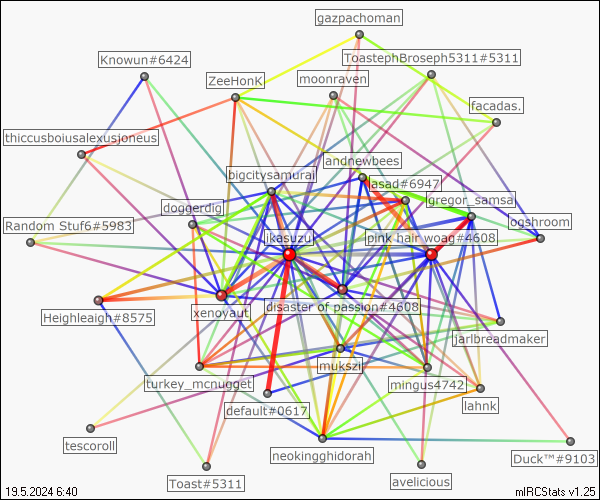 gazpachoman
ToastephBroseph5311#5311
Knowun#6424
ZeeHonK
moonraven
facadas.
thiccusboiusalexusjoneus
andnewbees
bigcitysamurai
lasad#6947
gregor_samsa
doggerdig
ogshroom
Random Stuf6#5983
ikasuzu
pink hair woag#4608
xenoyaut
disaster of passion#4608
Heighleaigh#8575
jarlbreadmaker
mukszij
turkey_mcnugget
mingus4742
default#0617
lahnk
tescoroll
neokingghidorah
Duck™#9103
Toast#5311
avelicious
19.5.2024 6:40
mIRCStats v1.25